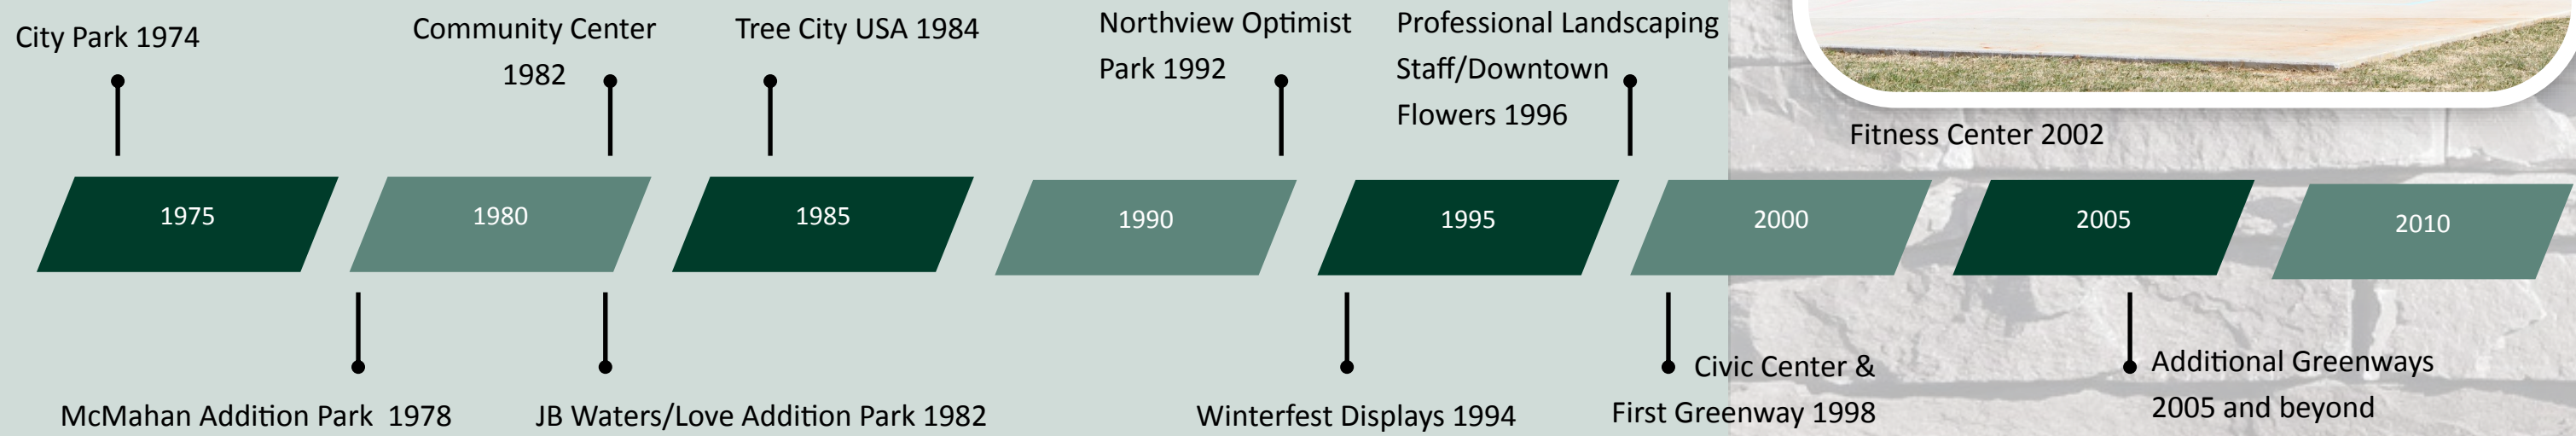 City Park 1974
Community Center
1982
Tree City USA 1984
Northview Optimist
Park 1992
Professional Landscaping
Staff/Downtown
Flowers 1996
Fitness Center 2002
1975
1980
1985
1990
1995
2000
2005
2010
McMahan Addition Park 1978
JB Waters/Love Addition Park 1982
Winterfest Displays 1994
Civic Center &
First Greenway 1998
Additional Greenways
2005 and beyond